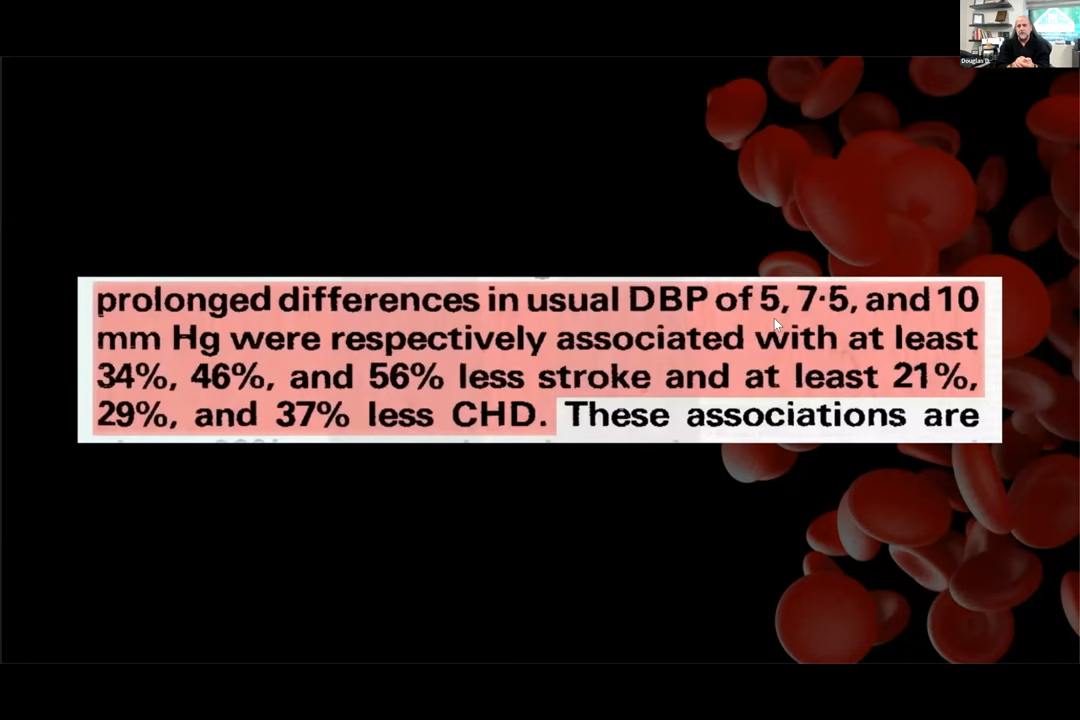 Douglas D.
prolonged differences in usual DBP of 5, 7·5, and 10
mm Hg were respectively associated with at least
34%, 46%, and 56% less stroke and at least 21%,
29%, and 37% less CHD. These associations are